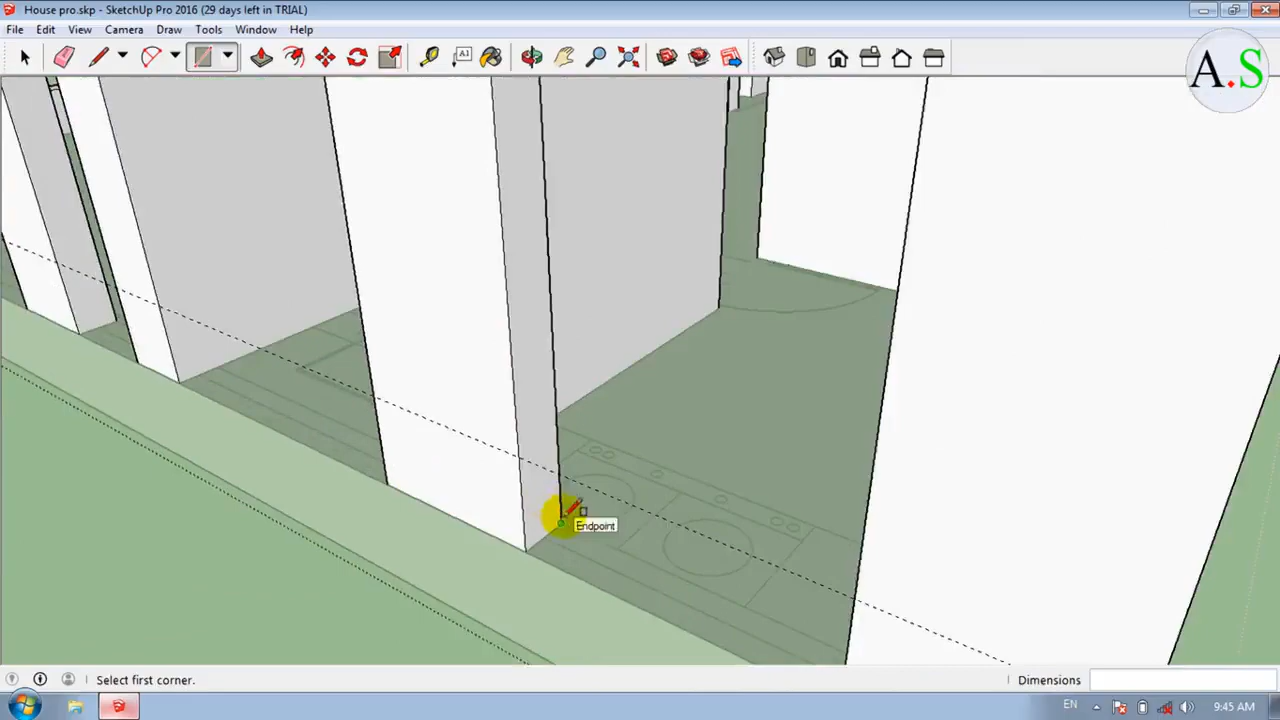 House pro.skp - SketchUp Pro 2016 (29 days left in TRIAL)
File Edit View Camera Draw Tools Window Help
A1
A.S
Endpoint
Select first corner.
Dimensions
EN
9:45 AM